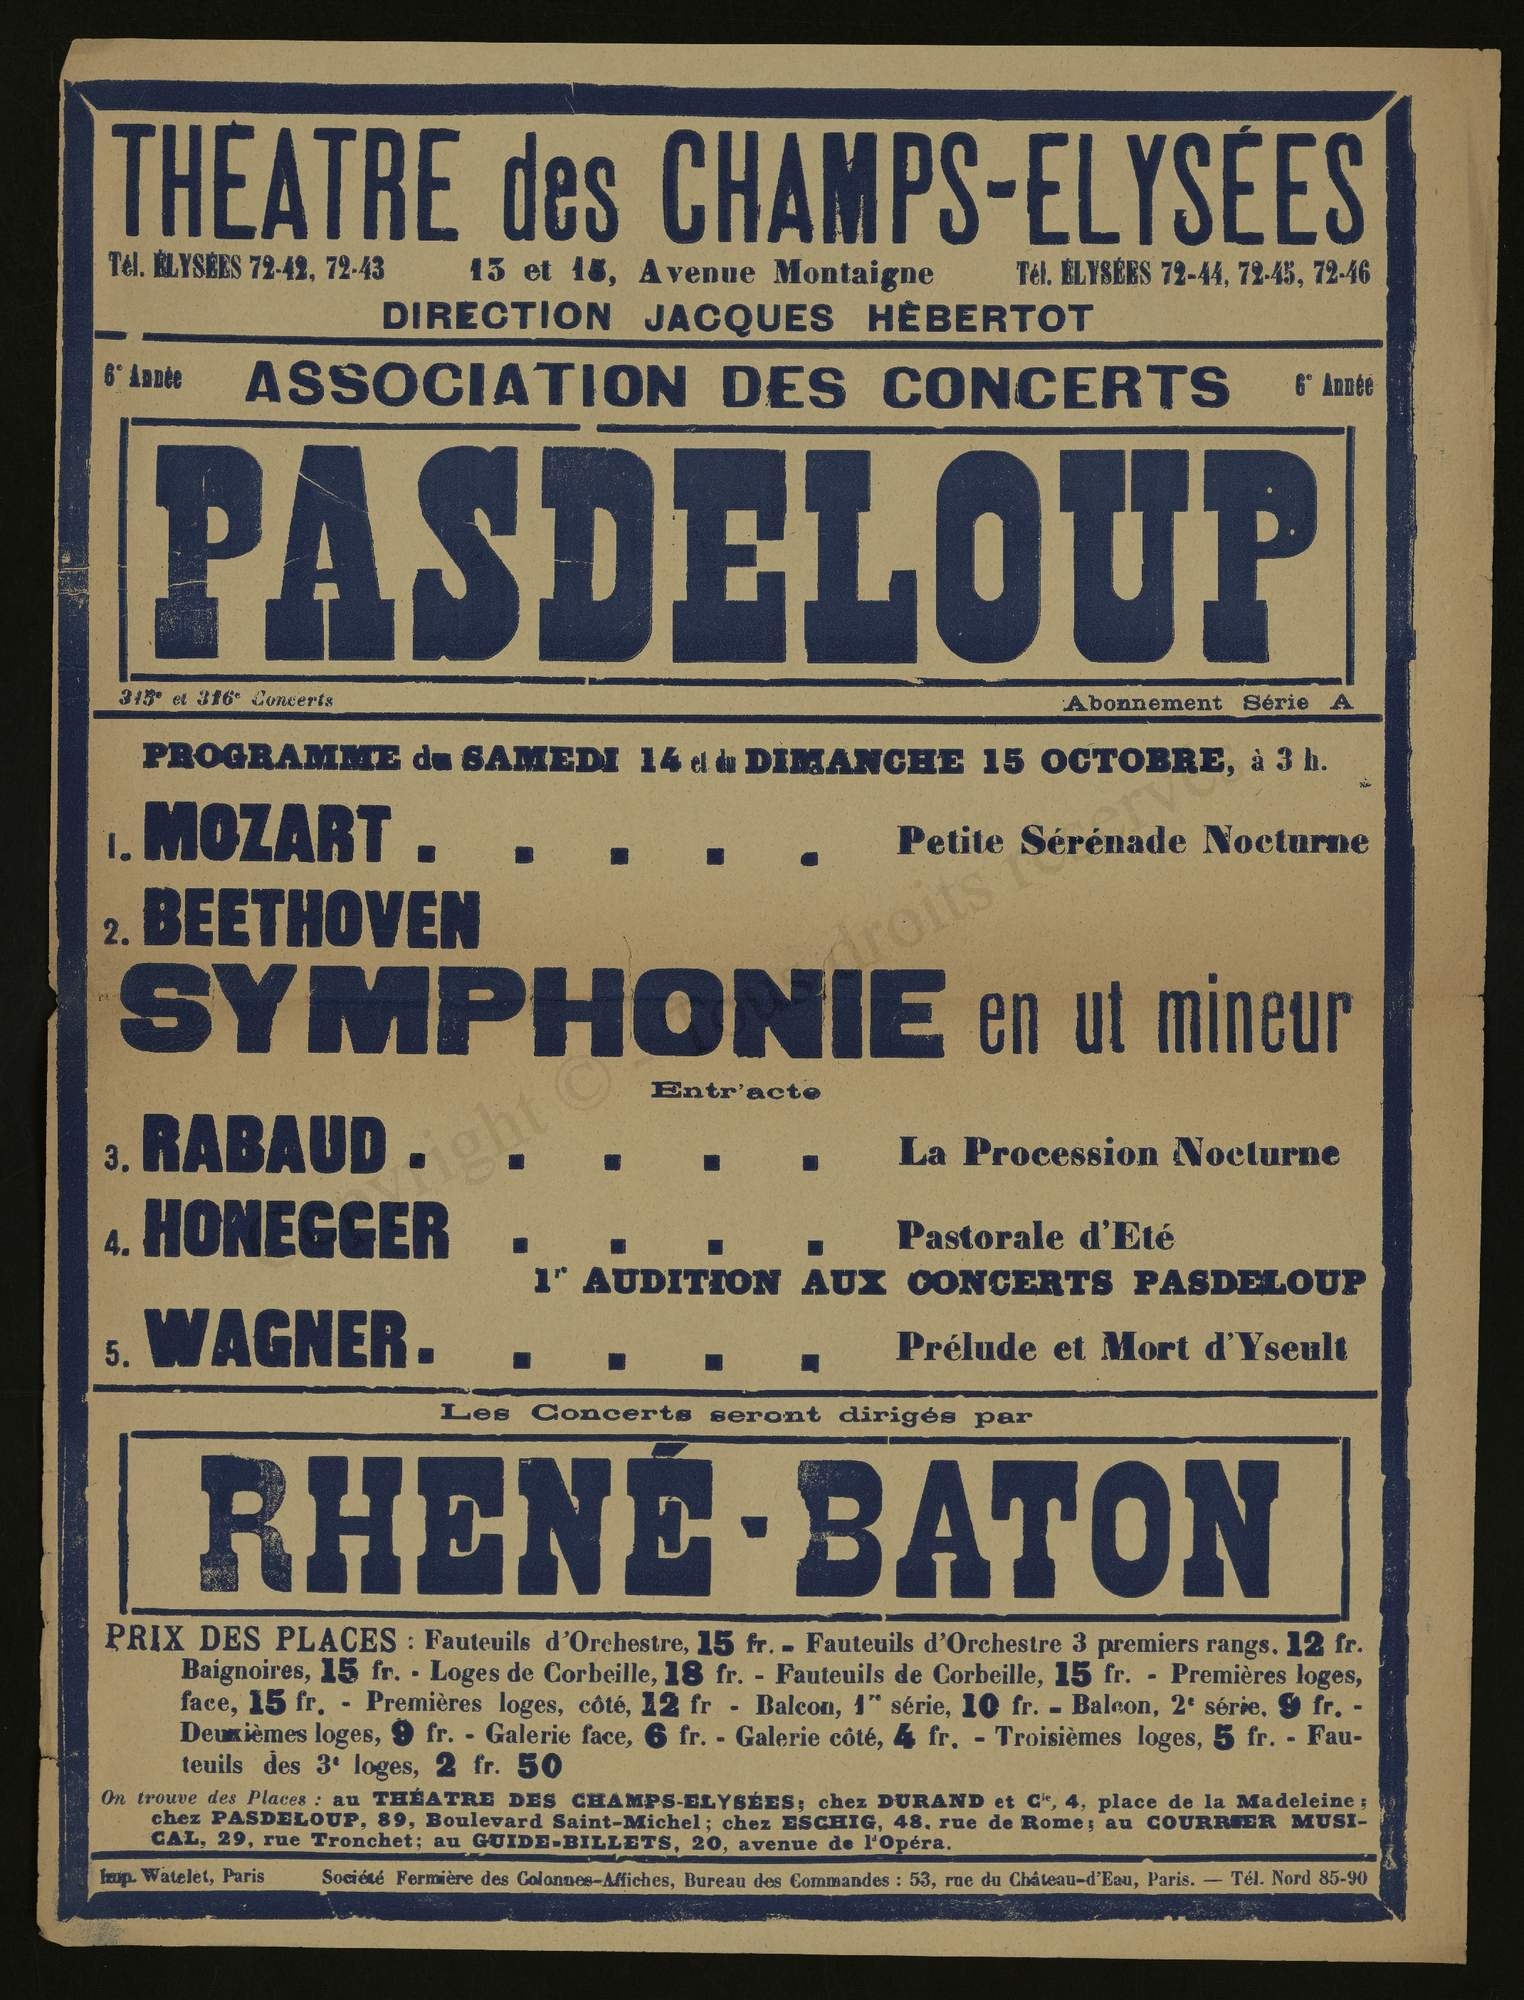 THÉATRE des CHAMPS-ELYSÉES
Tél. ÉLYSÉES 72-42, 72-43 13 et 15, Avenue Montaigne Tél. ÉLYSÉES 72-44, 72-45, 72-46
DIRECTION JACQUES HÉBERTOT
6e Année ASSOCIATION DES CONCERTS 6e Année
PASDELOUP
315e et 316e Concerts Abonnement Série A
PROGRAMME du SAMEDI 14 et du DIMANCHE 15 OCTOBRE, à 3 h.
1. MOZART . . . . . Petite Sérénade Nocturne
2. BEETHOVEN
SYMPHONIE en ut mineur
Entr'acte
3. RABAUD . . . . . La Procession Nocturne
4. HONEGGER . . . . Pastorale d'Eté
1re AUDITION AUX CONCERTS PASDELOUP
5. WAGNER . . . . . Prélude et Mort d'Yseult
Les Concerts seront dirigés par
RHENÉ-BATON
PRIX DES PLACES : Fauteuils d'Orchestre, 15 fr. - Fauteuils d'Orchestre 3 premiers rangs. 12 fr.
Baignoires, 15 fr. - Loges de Corbeille, 18 fr. - Fauteuils de Corbeille, 15 fr. - Premières loges,
face, 15 fr. - Premières loges, côté, 12 fr - Balcon, 1re série, 10 fr. - Balcon, 2e série, 9 fr. -
Deuxièmes loges, 9 fr. - Galerie face, 6 fr. - Galerie côté, 4 fr. - Troisièmes loges, 5 fr. - Fau-
teuils des 3e loges, 2 fr. 50
On trouve des Places : au THÉATRE DES CHAMPS-ELYSÉES; chez DURAND et Cie, 4, place de la Madeleine;
chez PASDELOUP, 89, Boulevard Saint-Michel; chez ESCHIG, 48, rue de Rome; au COURRIER MUSI-
CAL, 29, rue Tronchet; au GUIDE-BILLETS, 20, avenue de l'Opéra.
Imp. Watelet, Paris Société Fermière des Colonnes-Affiches, Bureau des Commandes : 53, rue du Château-d'Eau, Paris. — Tél. Nord 85-90
Copyright © - Tous droits réservés